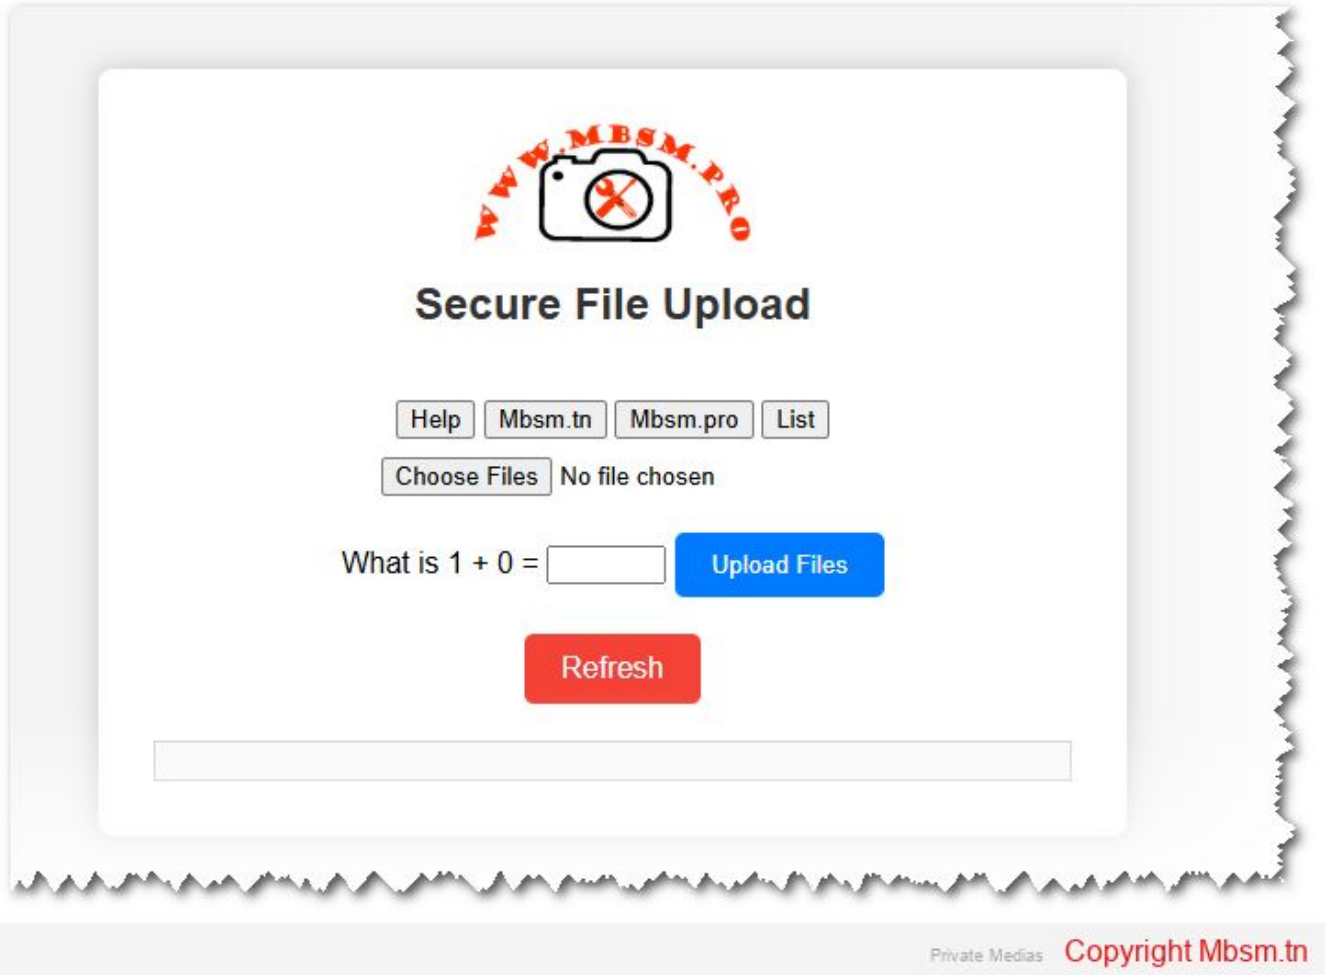 WWW.MBSM.PRO
Secure File Upload
Help Mbsm.tn Mbsm.pro List
Choose Files No file chosen
What is 1 + 0 = Upload Files
Refresh
Private Medias Copyright Mbsm.tn